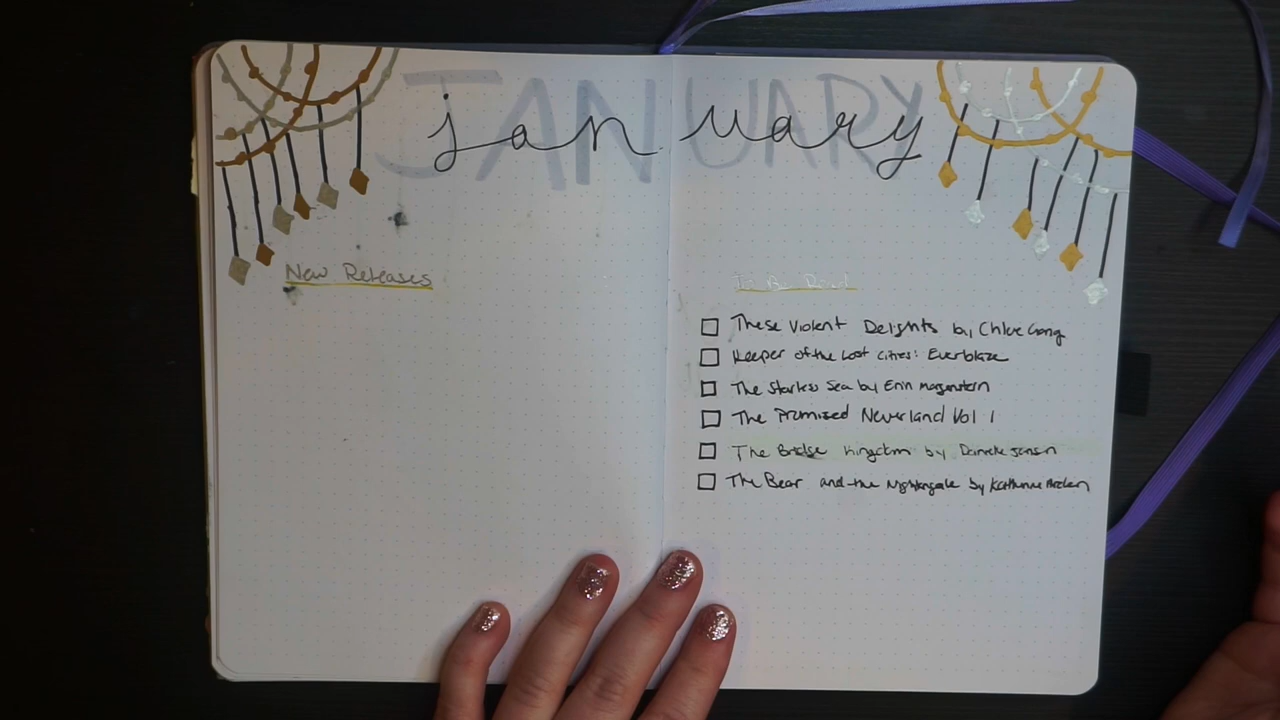 JANUARY
january
New Releases
To Be Read
These Violent Delights by Chloe Gong
Keeper of the Lost Cities: Everblaze
The Starless Sea by Erin Morgenstern
The Promised Neverland Vol 1
The Bridge Kingdom by Danielle Jensen
The Bear and the Nightingale by Katherine Arden